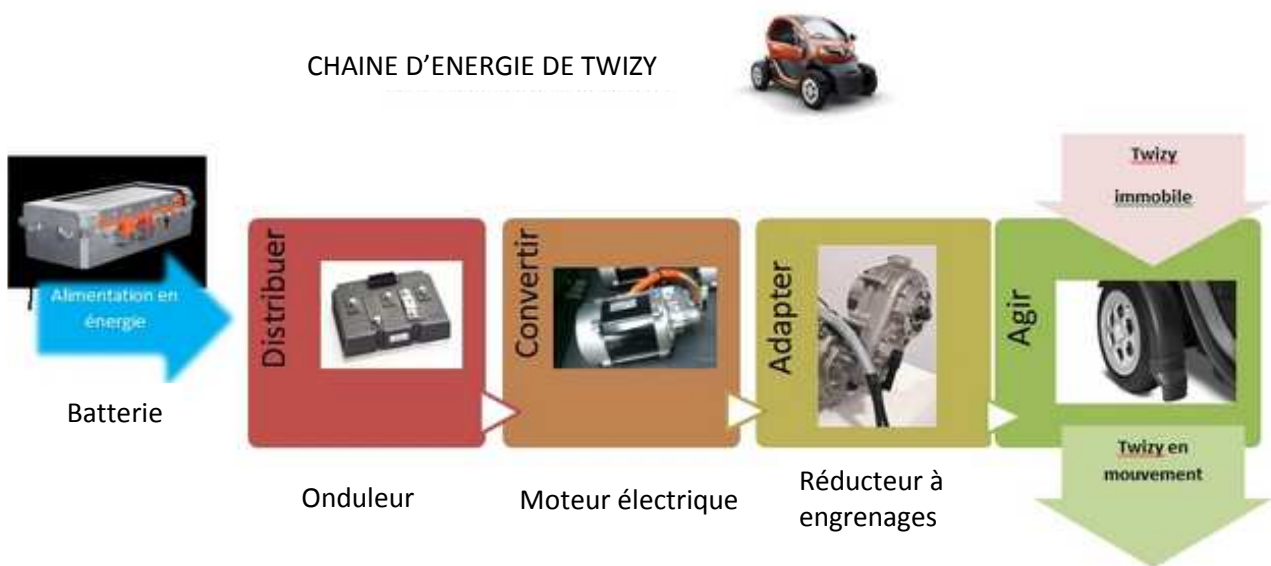 CHAINE D'ENERGIE DE TWIZY
Twizy
immobile
Alimentation en
énergie
Distribuer
Convertir
Adapter
Agir
Batterie
Onduleur
Moteur électrique
Réducteur à
engrenages
Twizy en
mouvement